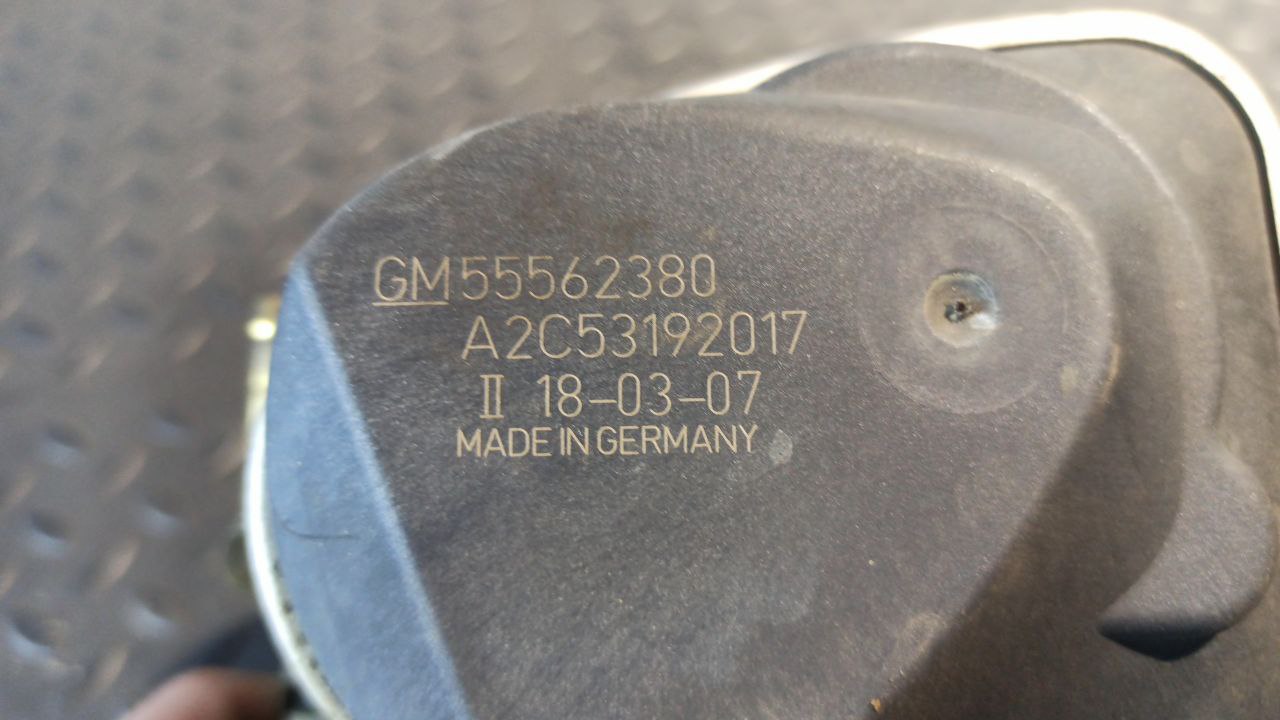 GM55562380
A2C53192017
II 18-03-07
MADE IN GERMANY